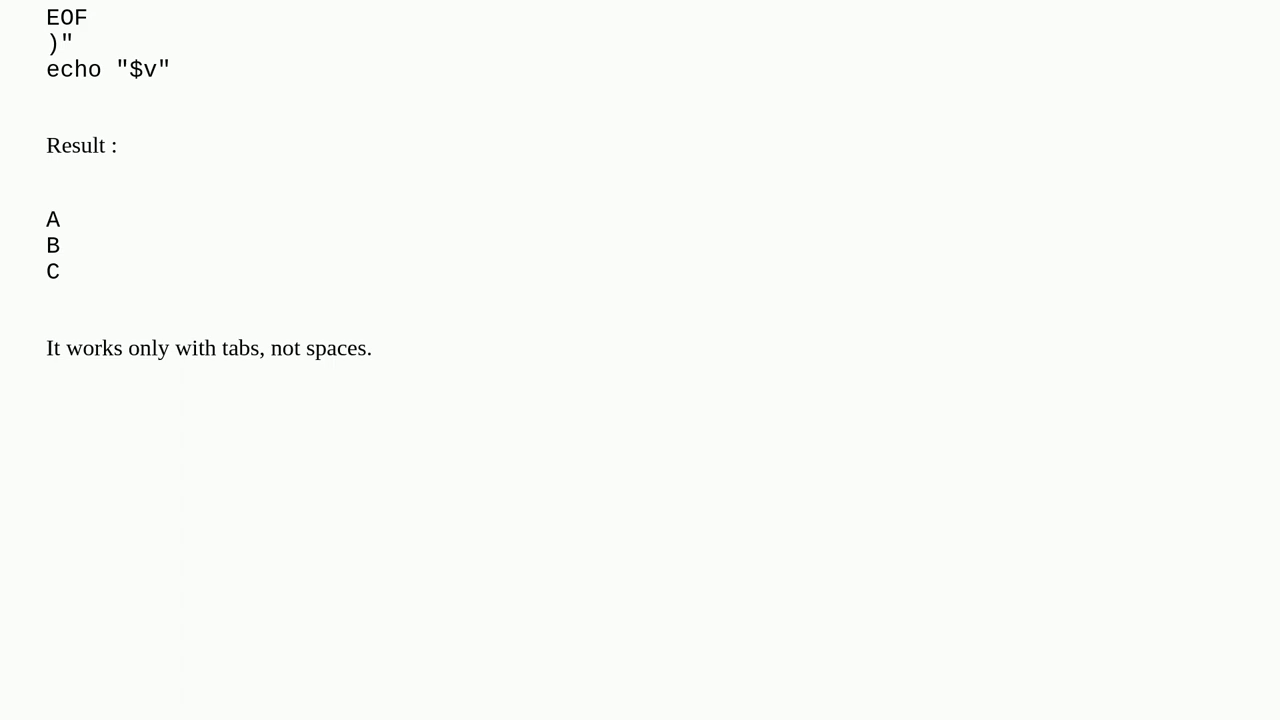 EOF
)"
echo "$v"
Result :
A
B
C
It works only with tabs, not spaces.